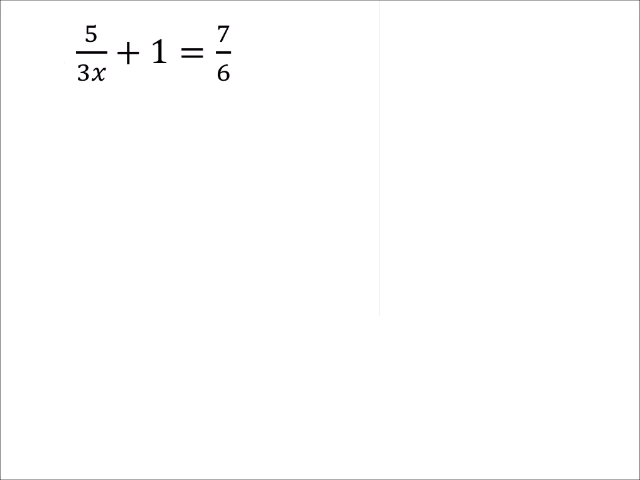 5/3x + 1 = 7/6